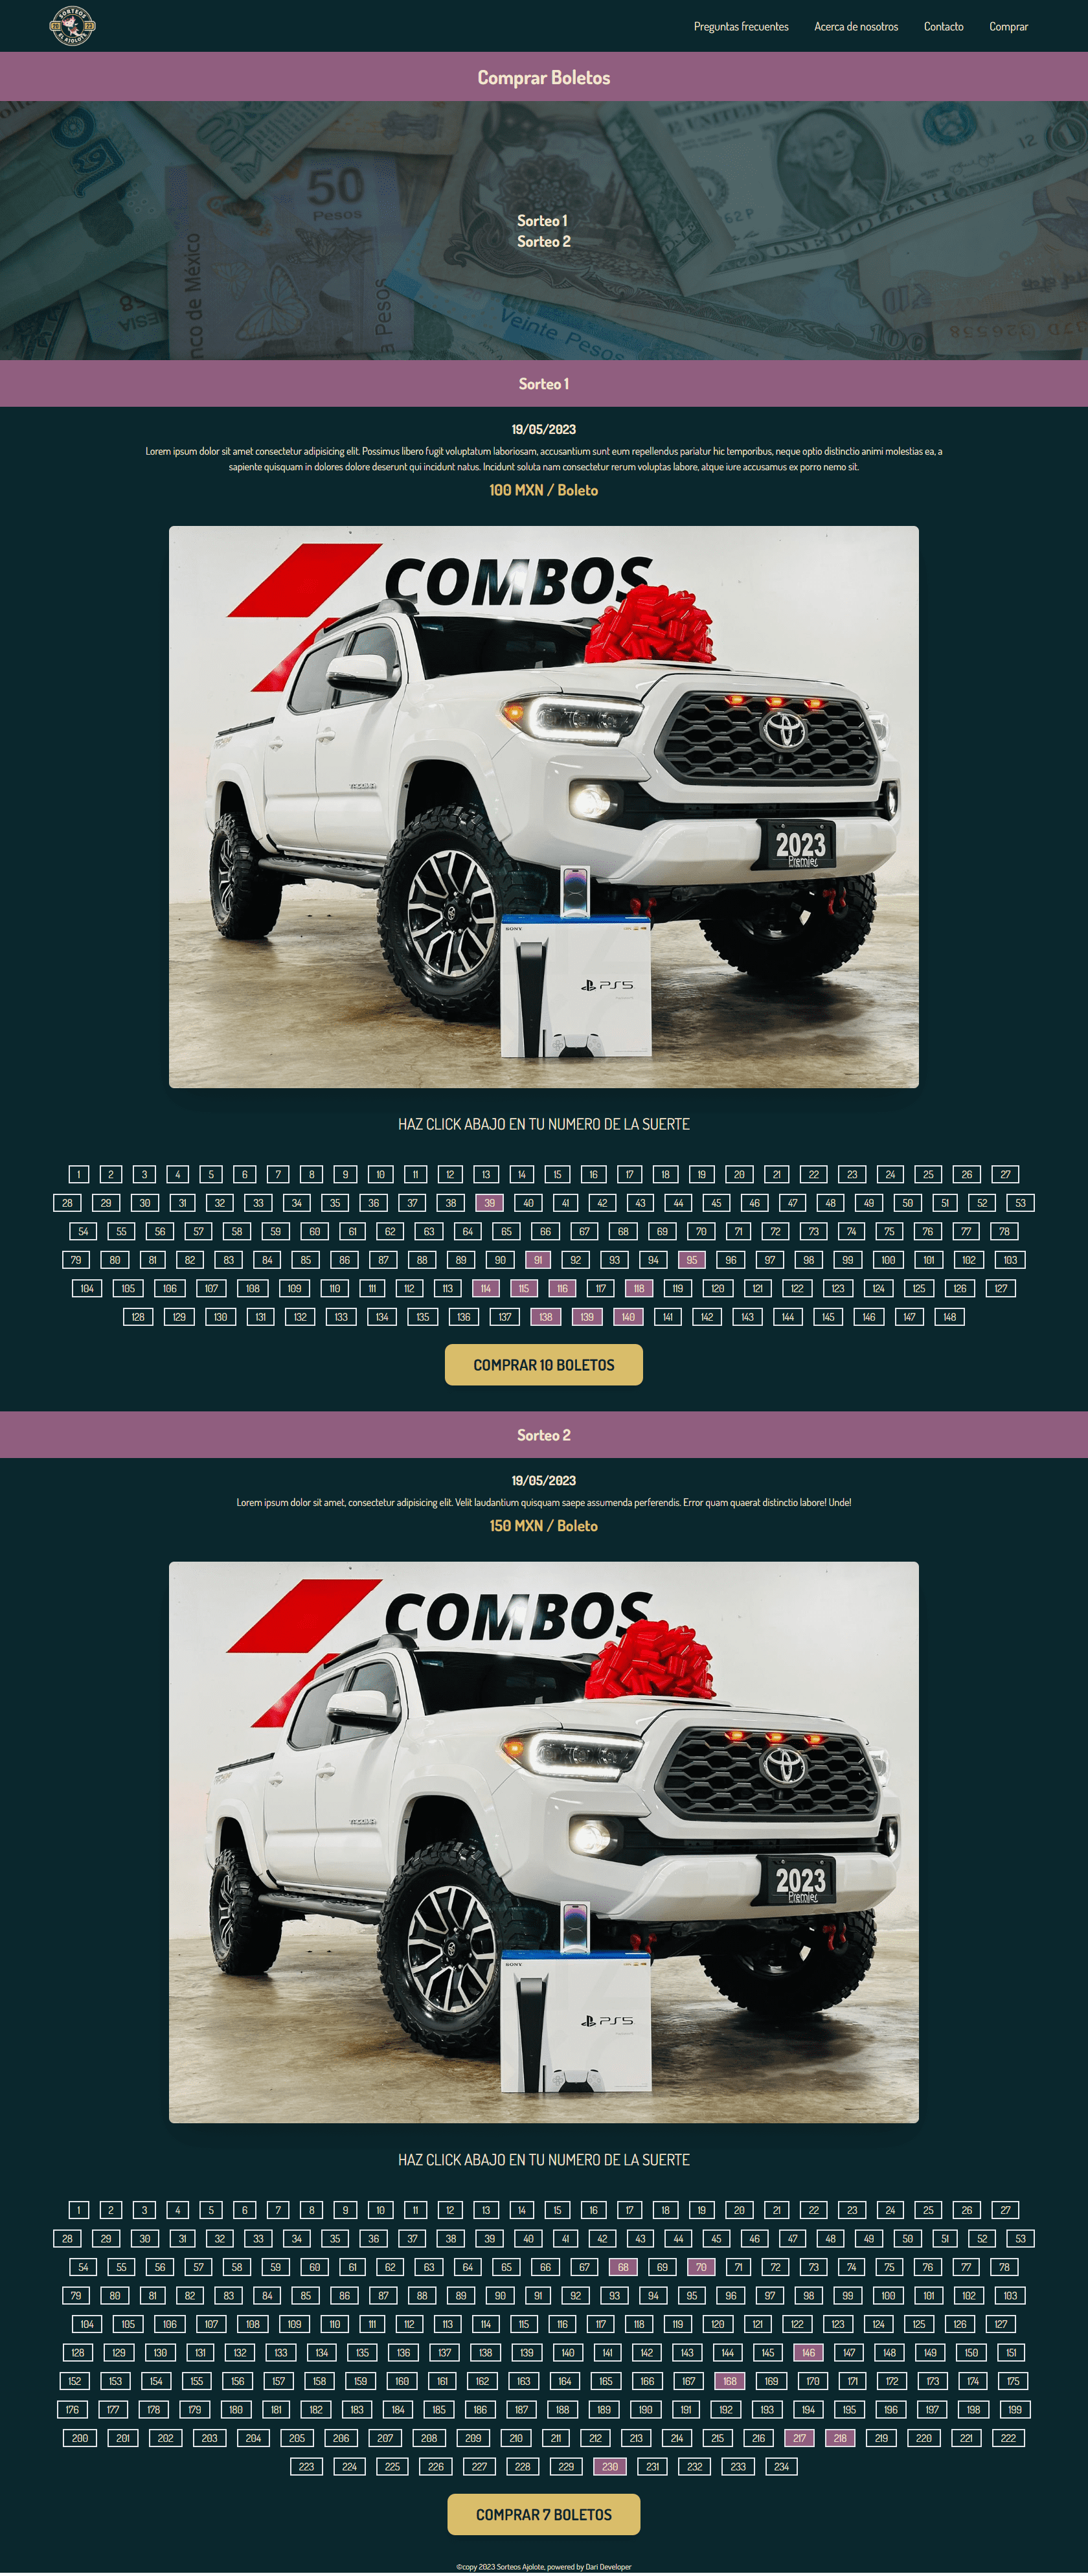 SORTEOS
EL AJOLOTE
Preguntas frecuentes Acerca de nosotros Contacto Comprar
Comprar Boletos
50
Pesos
Veinte Pesos
Sorteo 1
Sorteo 2
Sorteo 1
19/05/2023
Lorem ipsum dolor sit amet consectetur adipisicing elit. Possimus libero fugit voluptatum laboriosam, accusantium sunt eum repellendus pariatur hic temporibus, neque optio distinctio animi molestias ea, a
sapiente quisquam in dolores dolore deserunt qui incidunt natus. Incidunt soluta nam consectetur rerum voluptas labore, atque iure accusamus ex porro nemo sit.
100 MXN / Boleto
COMBOS
TACOMA
2023
Premier
SONY
PS5
HAZ CLICK ABAJO EN TU NUMERO DE LA SUERTE
1 2 3 4 5 6 7 8 9 10 11 12 13 14 15 16 17 18 19 20 21 22 23 24 25 26 27
28 29 30 31 32 33 34 35 36 37 38 39 40 41 42 43 44 45 46 47 48 49 50 51 52 53
54 55 56 57 58 59 60 61 62 63 64 65 66 67 68 69 70 71 72 73 74 75 76 77 78
79 80 81 82 83 84 85 86 87 88 89 90 91 92 93 94 95 96 97 98 99 100 101 102 103
104 105 106 107 108 109 110 111 112 113 114 115 116 117 118 119 120 121 122 123 124 125 126 127
128 129 130 131 132 133 134 135 136 137 138 139 140 141 142 143 144 145 146 147 148
COMPRAR 10 BOLETOS
Sorteo 2
19/05/2023
Lorem ipsum dolor sit amet, consectetur adipisicing elit. Velit laudantium quisquam saepe assumenda perferendis. Error quam quaerat distinctio labore! Unde!
150 MXN / Boleto
COMBOS
TACOMA
2023
Premier
SONY
PS5
HAZ CLICK ABAJO EN TU NUMERO DE LA SUERTE
1 2 3 4 5 6 7 8 9 10 11 12 13 14 15 16 17 18 19 20 21 22 23 24 25 26 27
28 29 30 31 32 33 34 35 36 37 38 39 40 41 42 43 44 45 46 47 48 49 50 51 52 53
54 55 56 57 58 59 60 61 62 63 64 65 66 67 68 69 70 71 72 73 74 75 76 77 78
79 80 81 82 83 84 85 86 87 88 89 90 91 92 93 94 95 96 97 98 99 100 101 102 103
104 105 106 107 108 109 110 111 112 113 114 115 116 117 118 119 120 121 122 123 124 125 126 127
128 129 130 131 132 133 134 135 136 137 138 139 140 141 142 143 144 145 146 147 148 149 150 151
152 153 154 155 156 157 158 159 160 161 162 163 164 165 166 167 168 169 170 171 172 173 174 175
176 177 178 179 180 181 182 183 184 185 186 187 188 189 190 191 192 193 194 195 196 197 198 199
200 201 202 203 204 205 206 207 208 209 210 211 212 213 214 215 216 217 218 219 220 221 222
223 224 225 226 227 228 229 230 231 232 233 234
COMPRAR 7 BOLETOS
©copy 2023 Sorteos Ajolote, powered by Dari Developer